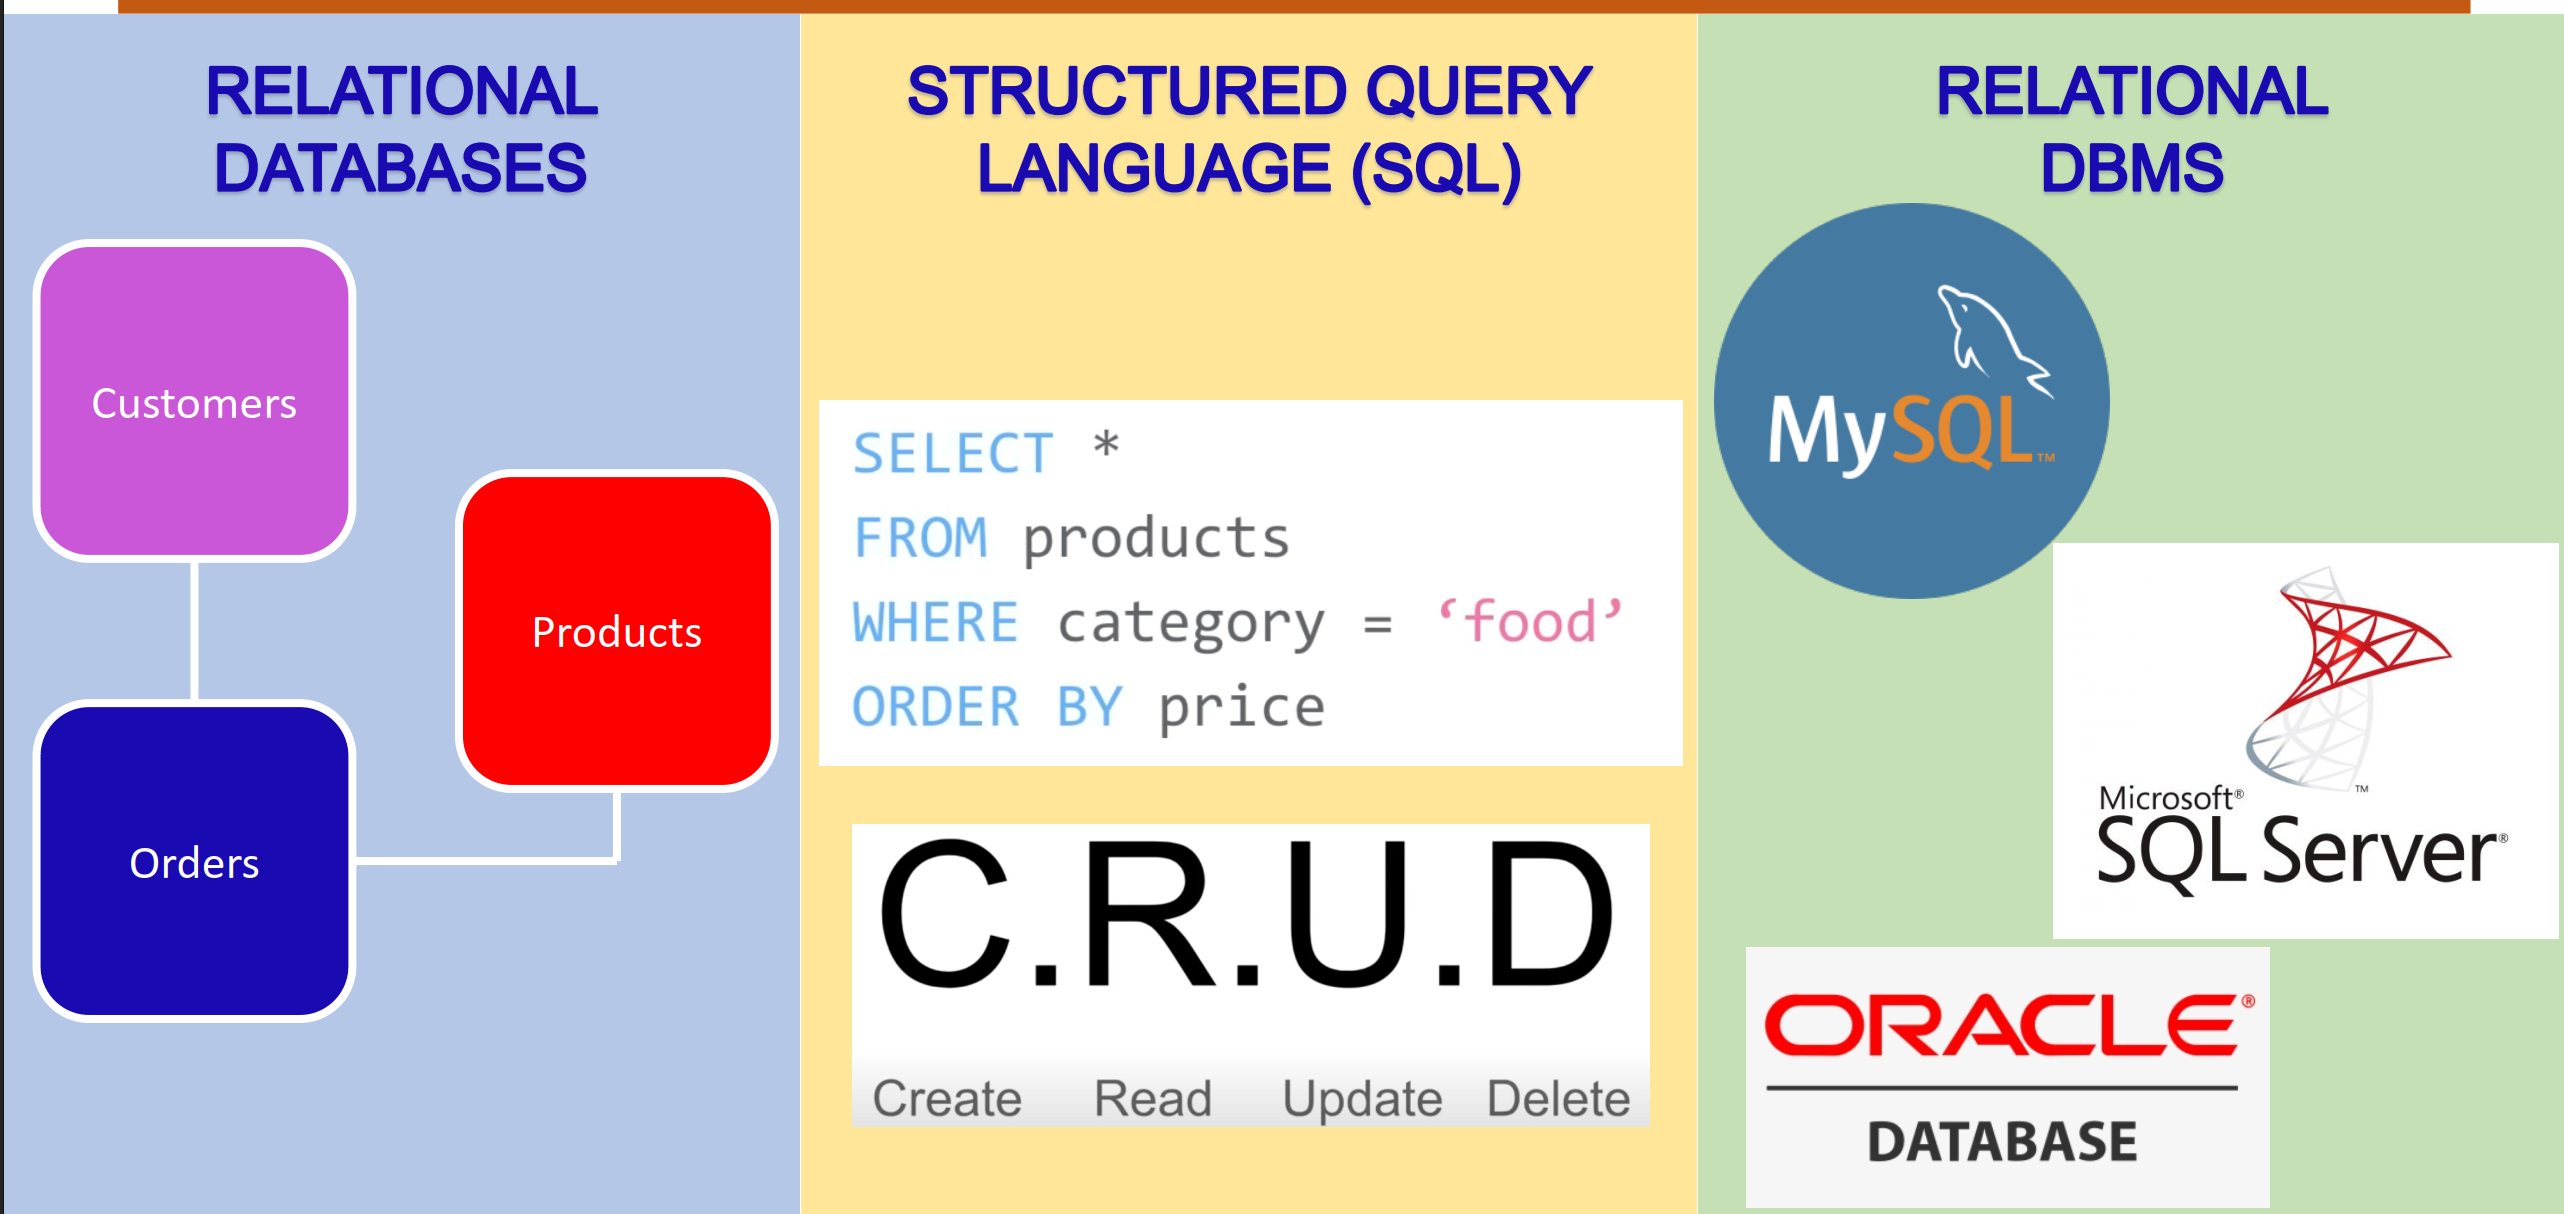 RELATIONAL
DATABASES
Customers
Products
Orders
STRUCTURED QUERY
LANGUAGE (SQL)
SELECT *
FROM products
WHERE category = ‘food’
ORDER BY price
C.R.U.D
Create Read Update Delete
RELATIONAL
DBMS
MySQL™
Microsoft®
SQL Server®
™
ORACLE®
DATABASE